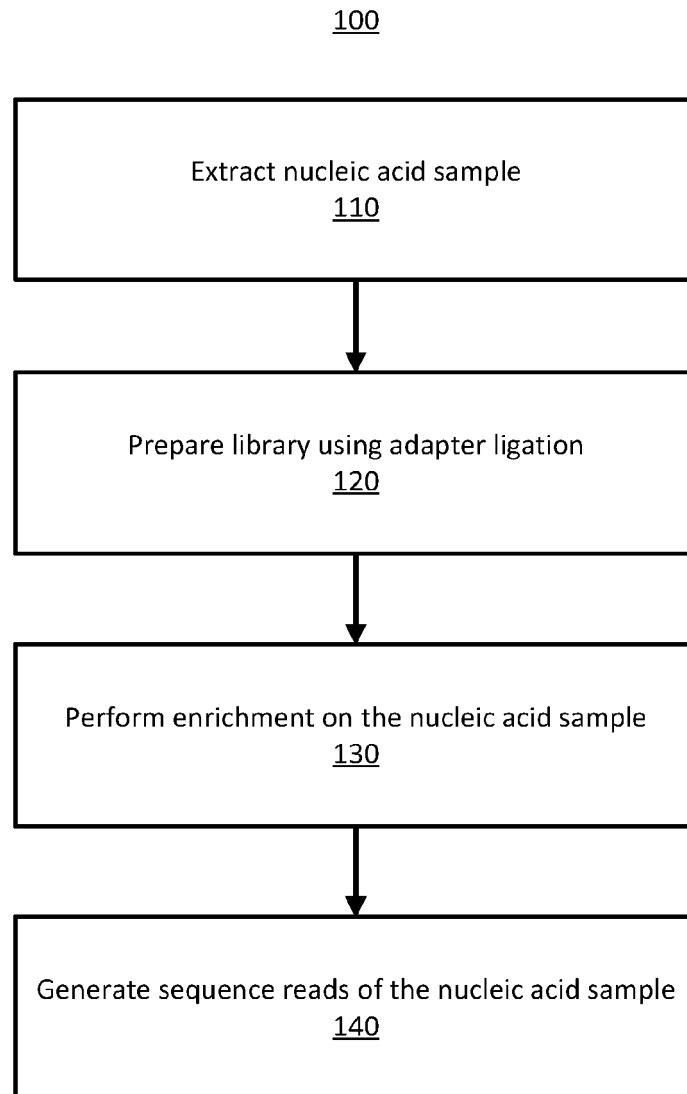 100
Extract nucleic acid sample
110
Prepare library using adapter ligation
120
Perform enrichment on the nucleic acid sample
130
Generate sequence reads of the nucleic acid sample
140